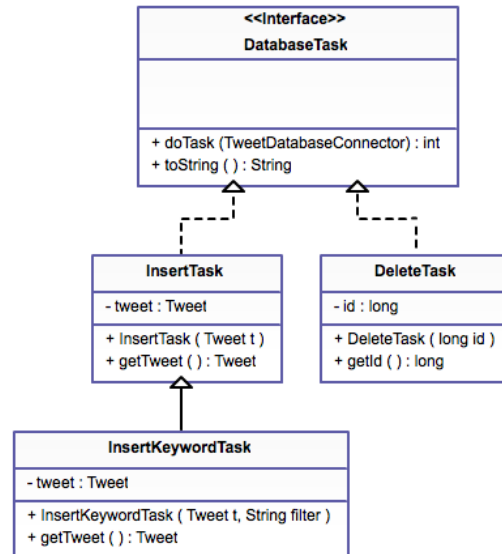 <<Interface>>
DatabaseTask
+ doTask (TweetDatabaseConnector) : int
+ toString ( ) : String
InsertTask
- tweet : Tweet
+ InsertTask ( Tweet t )
+ getTweet ( ) : Tweet
DeleteTask
- id : long
+ DeleteTask ( long id )
+ getId ( ) : long
InsertKeywordTask
- tweet : Tweet
+ InsertKeywordTask ( Tweet t, String filter )
+ getTweet ( ) : Tweet